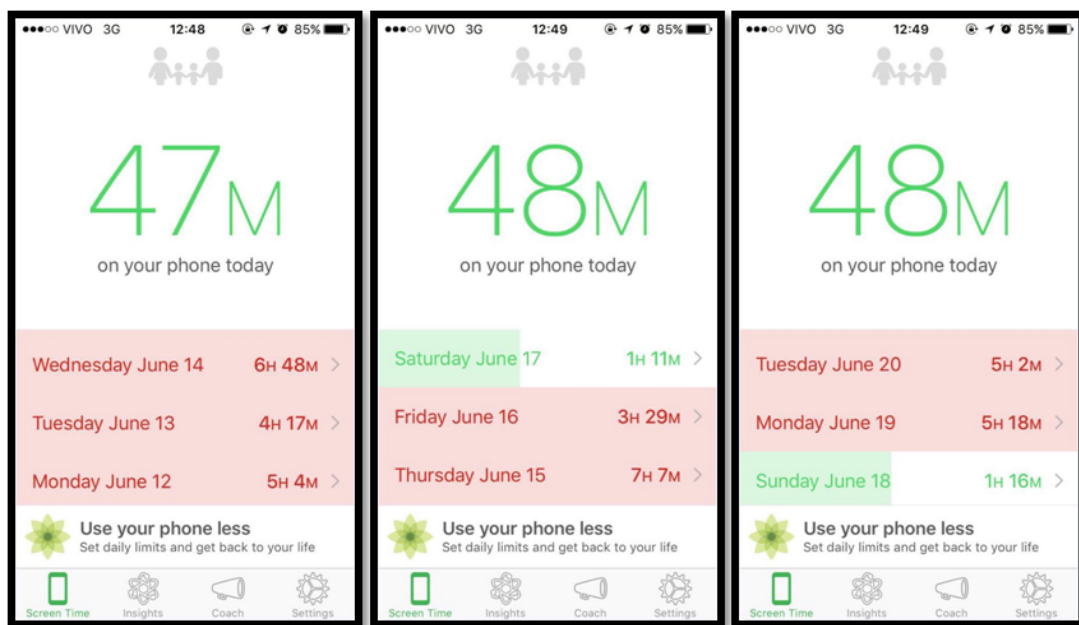 VIVO 3G 12:48 85%
47M
on your phone today
Wednesday June 14 6H 48M
Tuesday June 13 4H 17M
Monday June 12 5H 4M
Use your phone less
Set daily limits and get back to your life
Screen Time Insights Coach Settings
VIVO 3G 12:49 85%
48M
on your phone today
Saturday June 17 1H 11M
Friday June 16 3H 29M
Thursday June 15 7H 7M
Use your phone less
Set daily limits and get back to your life
Screen Time Insights Coach Settings
VIVO 3G 12:49 85%
48M
on your phone today
Tuesday June 20 5H 2M
Monday June 19 5H 18M
Sunday June 18 1H 16M
Use your phone less
Set daily limits and get back to your life
Screen Time Insights Coach Settings